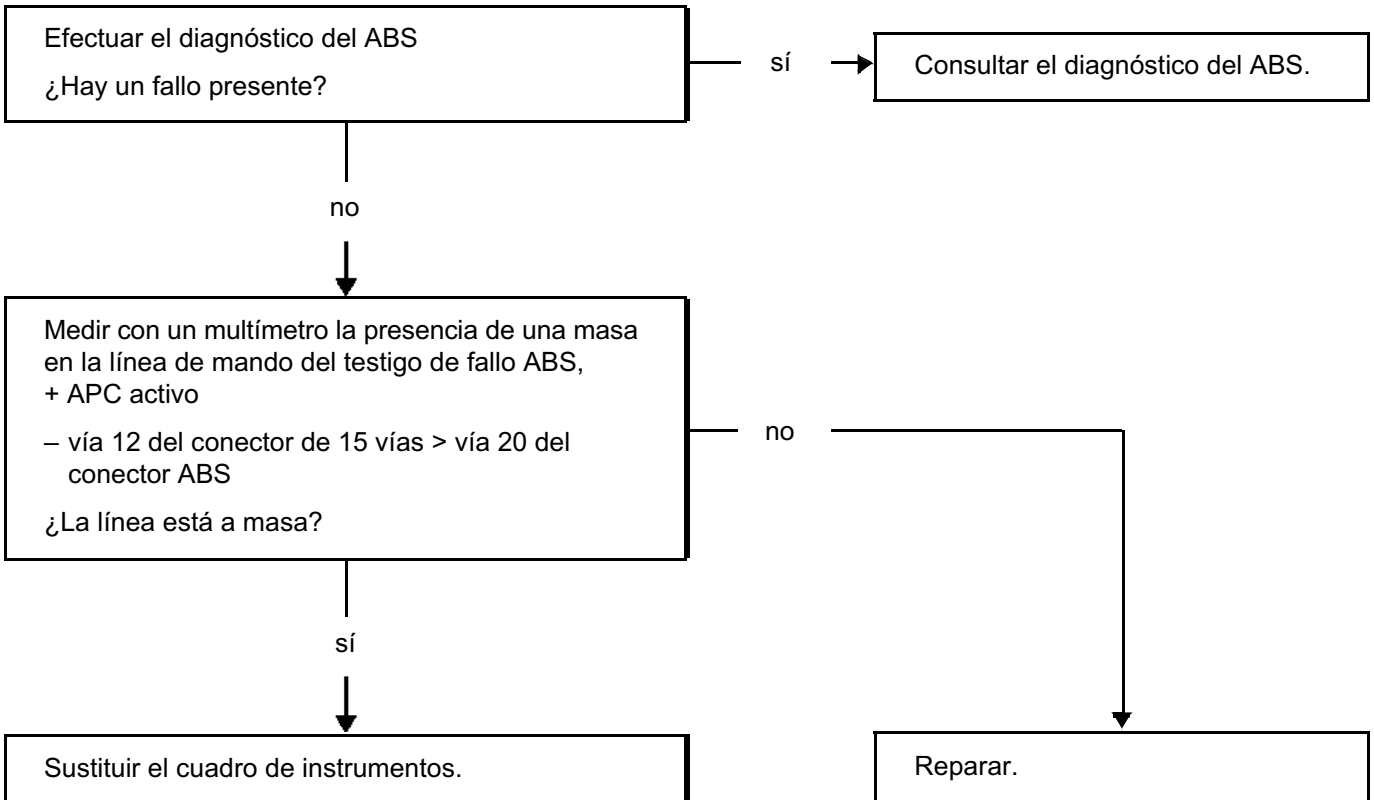 Efectuar el diagnóstico del ABS
¿Hay un fallo presente?
sí
Consultar el diagnóstico del ABS.
no
Medir con un multímetro la presencia de una masa
en la línea de mando del testigo de fallo ABS,
+ APC activo
– vía 12 del conector de 15 vías > vía 20 del
conector ABS
¿La línea está a masa?
no
sí
Sustituir el cuadro de instrumentos.
Reparar.